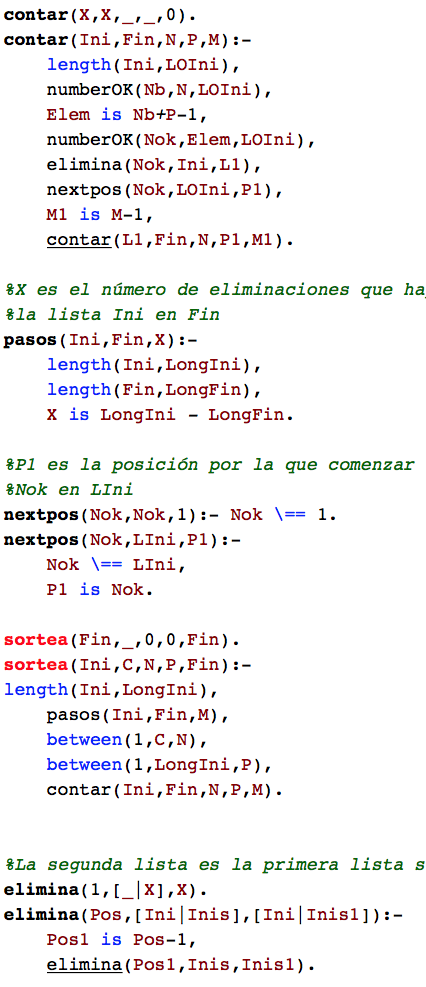 contar(X,X,_,_,0).
contar(Ini,Fin,N,P,M):-
length(Ini,LOIni),
numberOK(Nb,N,LOIni),
Elem is Nb+P-1,
numberOK(Nok,Elem,LOIni),
elimina(Nok,Ini,L1),
nextpos(Nok,LOIni,P1),
M1 is M-1,
contar(L1,Fin,N,P1,M1).
%X es el número de eliminaciones que
%la lista Ini en Fin
pasos(Ini,Fin,X):-
length(Ini,LongIni),
length(Fin,LongFin),
X is LongIni - LongFin.
%P1 es la posición por la que comenzar
%Nok en LIni
nextpos(Nok,Nok,1):- Nok \== 1.
nextpos(Nok,LIni,P1):-
Nok \== LIni,
P1 is Nok.
sortea(Fin,_,0,0,Fin).
sortea(Ini,C,N,P,Fin):-
length(Ini,LongIni),
pasos(Ini,Fin,M),
between(1,C,N),
between(1,LongIni,P),
contar(Ini,Fin,N,P,M).
%La segunda lista es la primera lista s
elimina(1,[_|X],X).
elimina(Pos,[Ini|Inis],[Ini|Inis1]):-
Pos1 is Pos-1,
elimina(Pos1,Inis,Inis1).